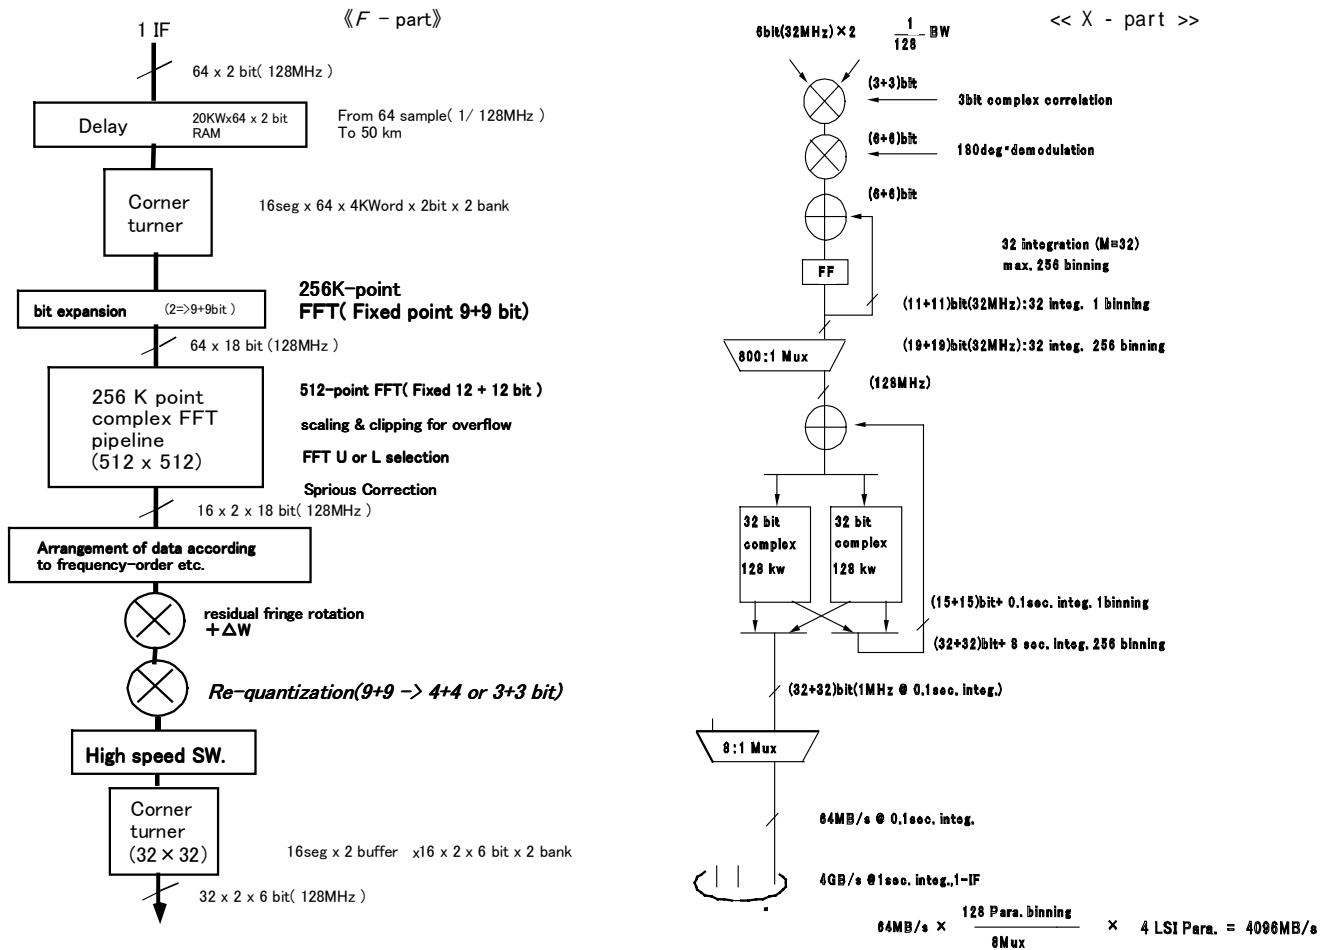 《F - part》
1 IF
64 x 2 bit( 128MHz )
Delay
20KWx64 x 2 bit
RAM
From 64 sample( 1/ 128MHz )
To 50 km
Corner
turner
16seg x 64 x 4KWord x 2bit x 2 bank
bit expansion
(2=>9+9bit )
256K-point
FFT( Fixed point 9+9 bit)
64 x 18 bit (128MHz )
256 K point
complex FFT
pipeline
(512 x 512)
512-point FFT( Fixed 12 + 12 bit )
scaling & clipping for overflow
FFT U or L selection
Sprious Correction
16 x 2 x 18 bit( 128MHz )
Arrangement of data according
to frequency-order etc.
residual fringe rotation
+△W
Re-quantization(9+9 -> 4+4 or 3+3 bit)
High speed SW.
Corner
turner
(32×32)
16seg x 2 buffer x16 x 2 x 6 bit x 2 bank
32 x 2 x 6 bit( 128MHz )
<< X - part >>
6bit(32MHz)×2
1
128
BW
(3+3)bit
3bit complex correlation
(6+6)bit
180deg-demodulation
(6+6)bit
32 integration (M=32)
max. 256 binning
FF
(11+11)bit(32MHz):32 integ. 1 binning
800:1 Mux
(19+19)bit(32MHz):32 integ. 256 binning
(128MHz)
32 bit
complex
128 kw
32 bit
complex
128 kw
(15+15)bit+ 0.1sec. integ. 1binning
(32+32)bit+ 8 sec. integ. 256 binning
(32+32)bit(1MHz @ 0.1sec. integ.)
8:1 Mux
64MB/s @ 0.1sec. integ.
4GB/s @1sec. integ.,1-IF
64MB/s × 128 Para. binning × 4 LSI Para. = 4096MB/s
8Mux